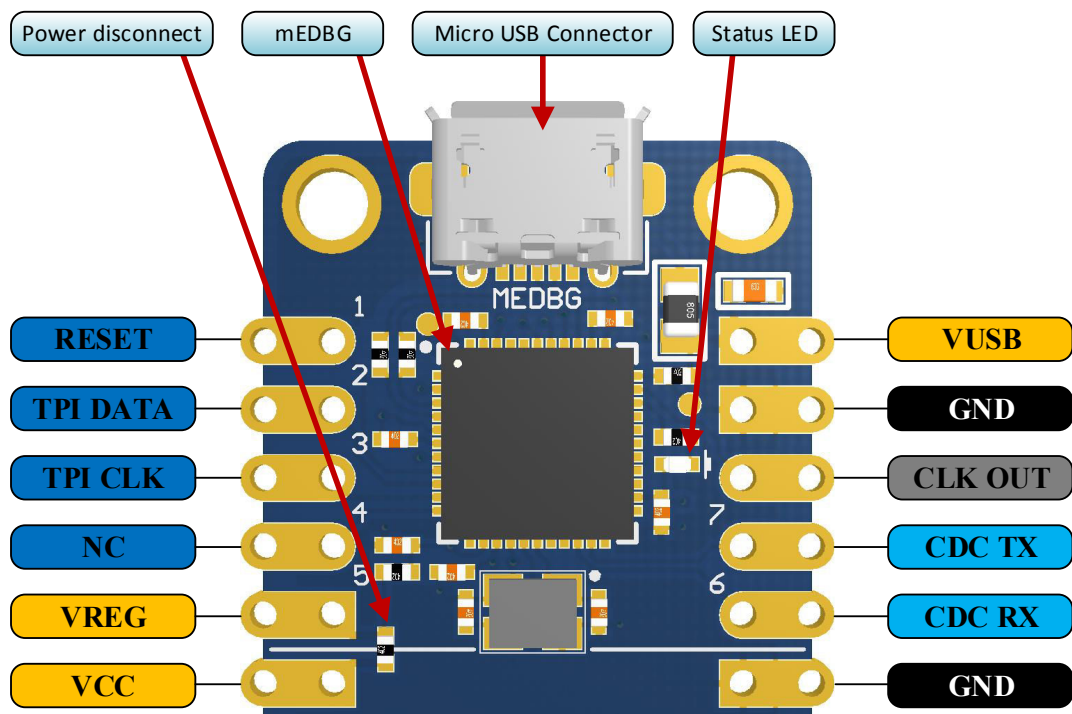 Power disconnect
mEDBG
Micro USB Connector
Status LED
MEDBG
605
1
RESET
VUSB
2
TPI DATA
GND
3
TPI CLK
CLK OUT
4
7
NC
CDC TX
5
6
VREG
CDC RX
VCC
GND